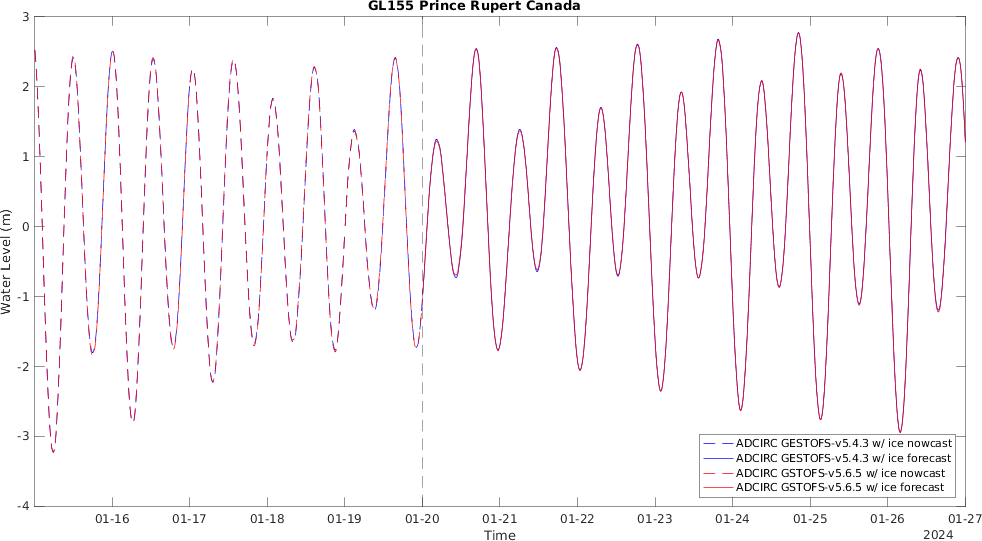 GL155 Prince Rupert Canada
Water Level (m)
3
2
1
0
-1
-2
-3
-4
ADCIRC GESTOFS-v5.4.3 w/ ice nowcast
ADCIRC GESTOFS-v5.4.3 w/ ice forecast
ADCIRC GSTOFS-v5.6.5 w/ ice nowcast
ADCIRC GSTOFS-v5.6.5 w/ ice forecast
01-16 01-17 01-18 01-19 01-20 01-21 01-22 01-23 01-24 01-25 01-26 01-27
Time
2024